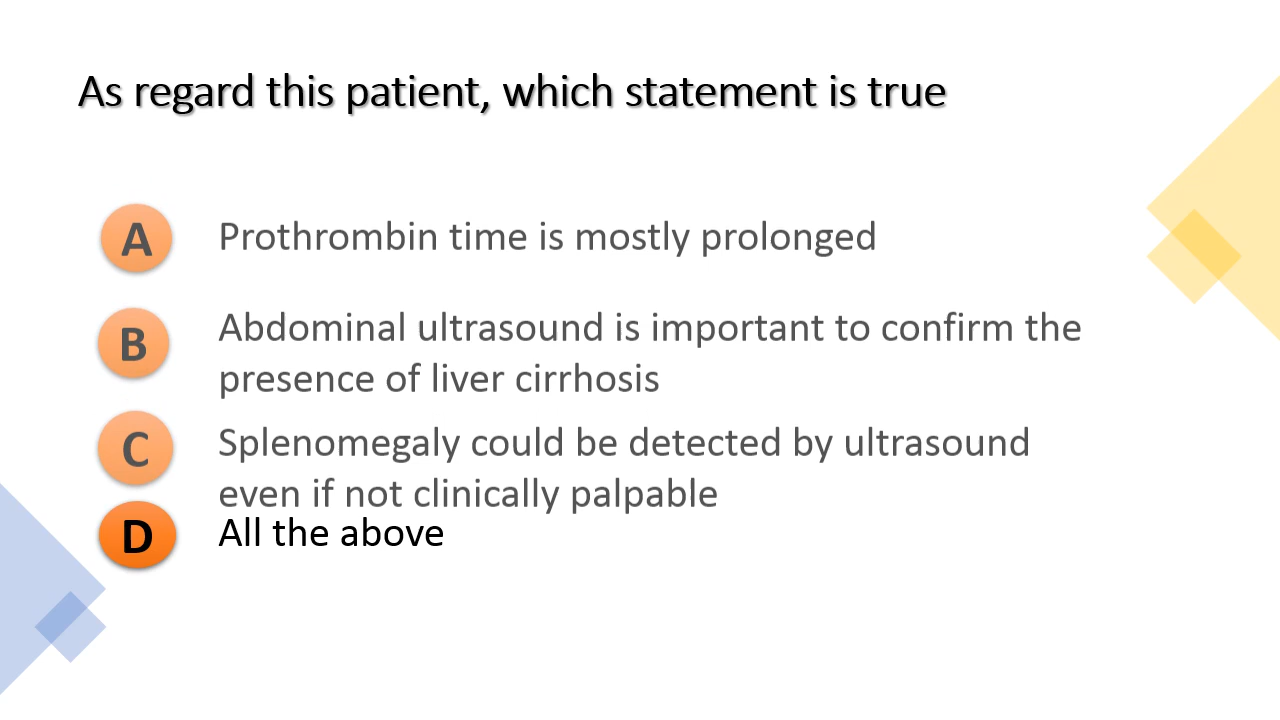 As regard this patient, which statement is true
A Prothrombin time is mostly prolonged
B Abdominal ultrasound is important to confirm the
presence of liver cirrhosis
C Splenomegaly could be detected by ultrasound
even if not clinically palpable
D All the above